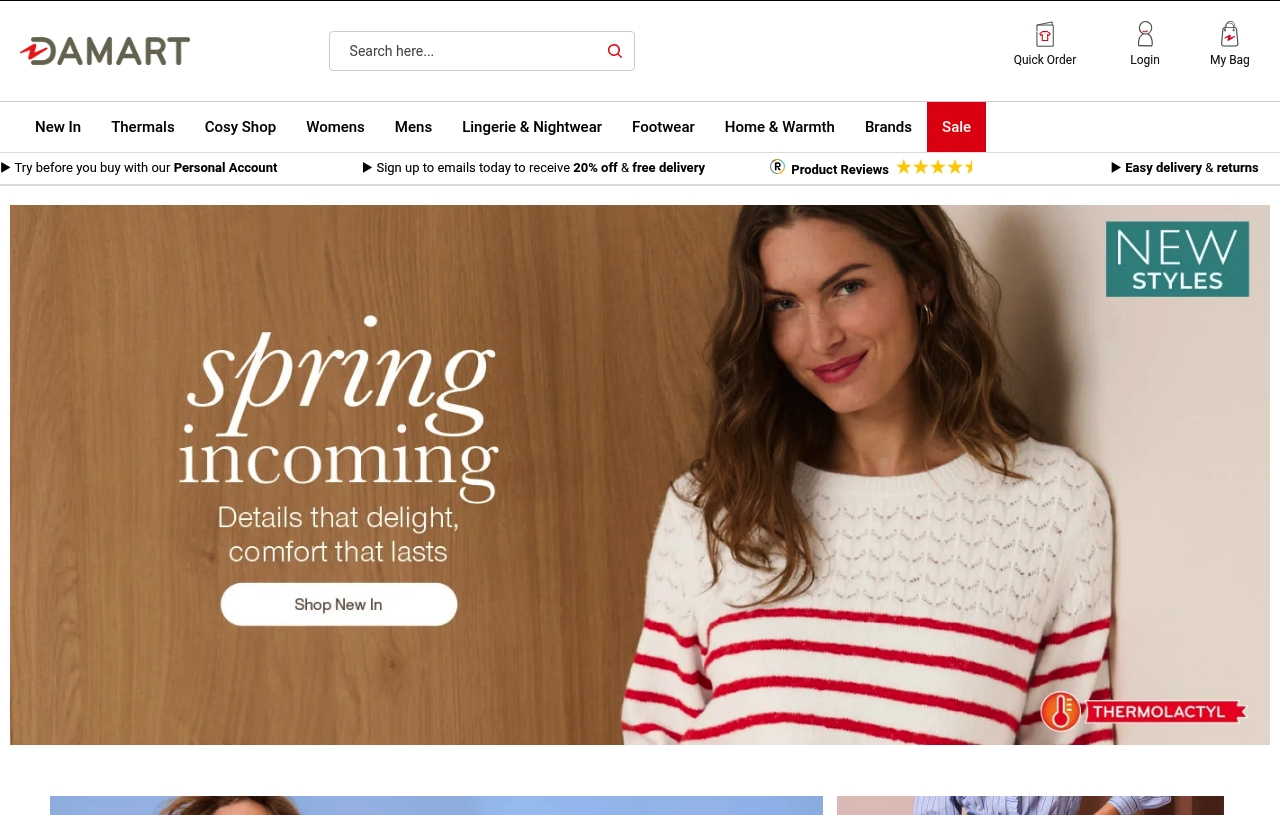 DAMART
Search here...
Quick Order
Login
My Bag
New In
Thermals
Cosy Shop
Womens
Mens
Lingerie & Nightwear
Footwear
Home & Warmth
Brands
Sale
▶ Try before you buy with our Personal Account
▶ Sign up to emails today to receive 20% off & free delivery
R Product Reviews
▶ Easy delivery & returns
NEW
STYLES
spring
incoming
Details that delight,
comfort that lasts
Shop New In
THERMOLACTYL